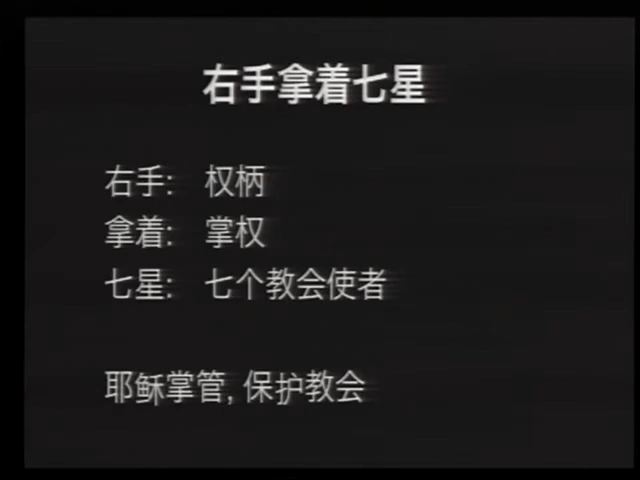 右手拿着七星
右手: 权柄
拿着: 掌权
七星: 七个教会使者
耶稣掌管, 保护教会